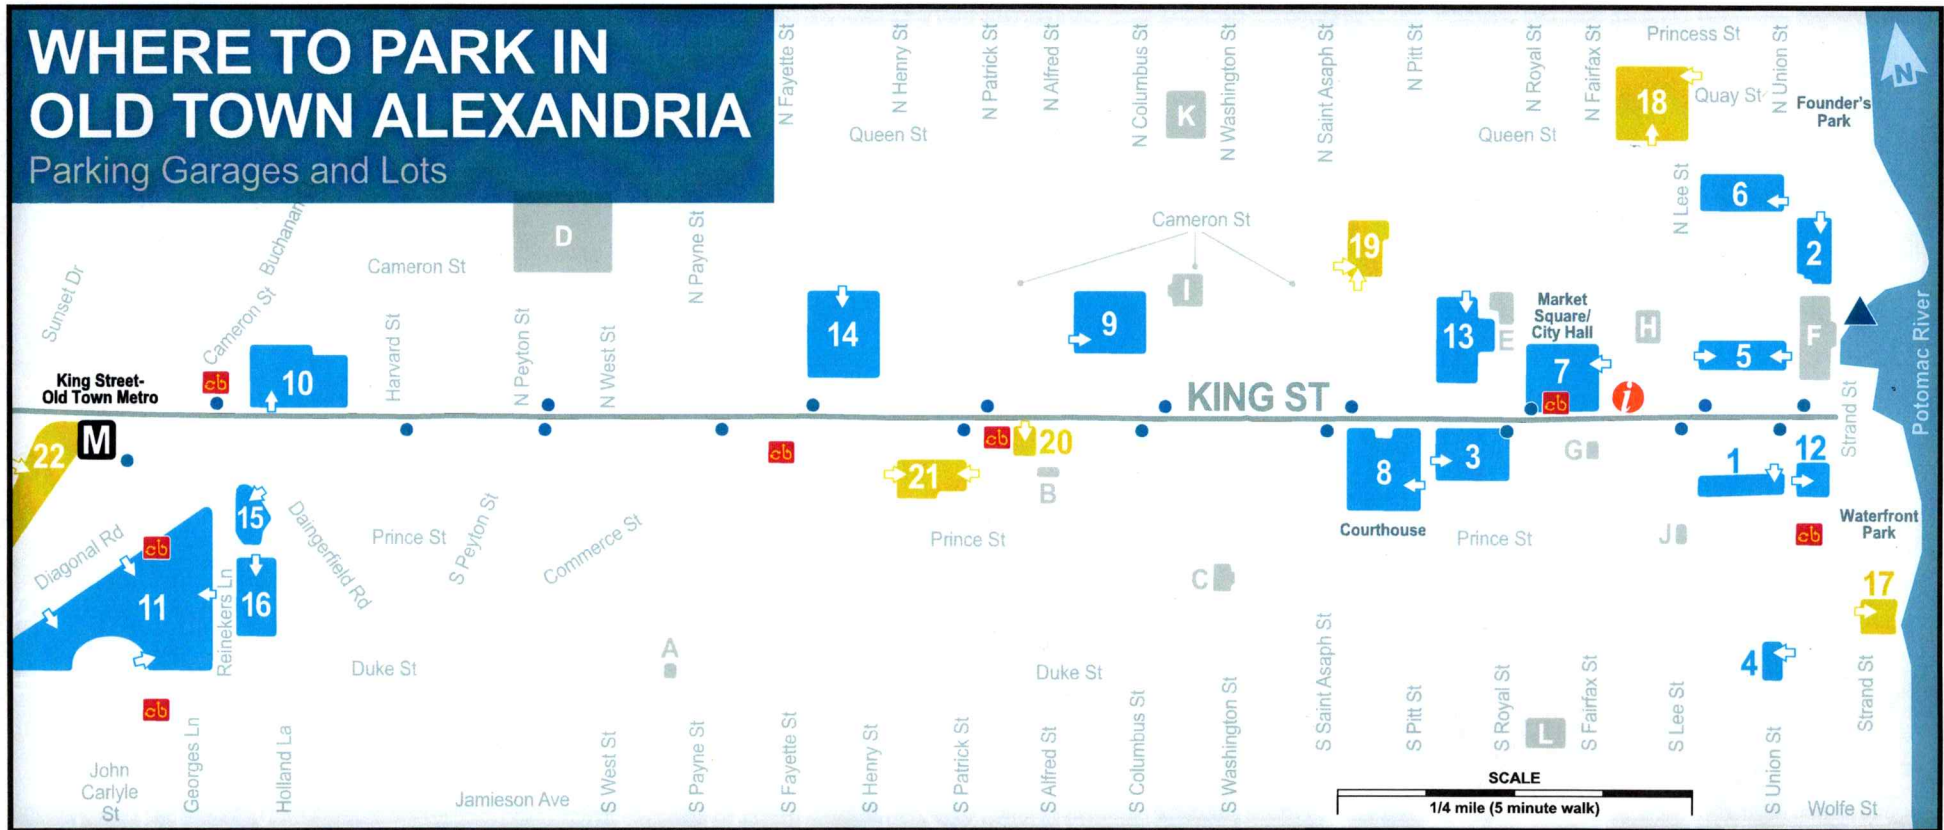 WHERE TO PARK IN
OLD TOWN ALEXANDRIA
Parking Garages and Lots
N Fayette St
N Henry St
N Patrick St
N Alfred St
N Columbus St
N Washington St
N Saint Asaph St
N Pitt St
N Royal St
N Fairfax St
Princess St
N Union St
N
Queen St
K
Queen St
18
Quay St
Founder's
Park
N Lee St
6
Sunset Dr
Cameron St
Buchanan
Cameron St
D
N Payne St
Cameron St
19
2
I
14
9
13
E
Market
Square/
City Hall
H
5
F
Potomac River
King Street-
Old Town Metro
cb
10
Harvard St
N Peyton St
N West St
KING ST
7
cb
i
Strand St
22
M
cb
cb
20
21
B
8
3
G
1
12
Courthouse
15
Diagonal Rd
cb
Daingerfield Rd
Prince St
S Peyton St
Commerce St
Prince St
Prince St
J
cb
Waterfront
Park
11
Reinekers Ln
16
C
17
Duke St
A
Duke St
4
cb
Georges Ln
Holland La
John
Carlyle
St
Jamieson Ave
S West St
S Payne St
S Fayette St
S Henry St
S Patrick St
S Alfred St
S Columbus St
S Washington St
S Saint Asaph St
S Pitt St
S Royal St
L
S Fairfax St
S Lee St
S Union St
Strand St
SCALE
1/4 mile (5 minute walk)
Wolfe St